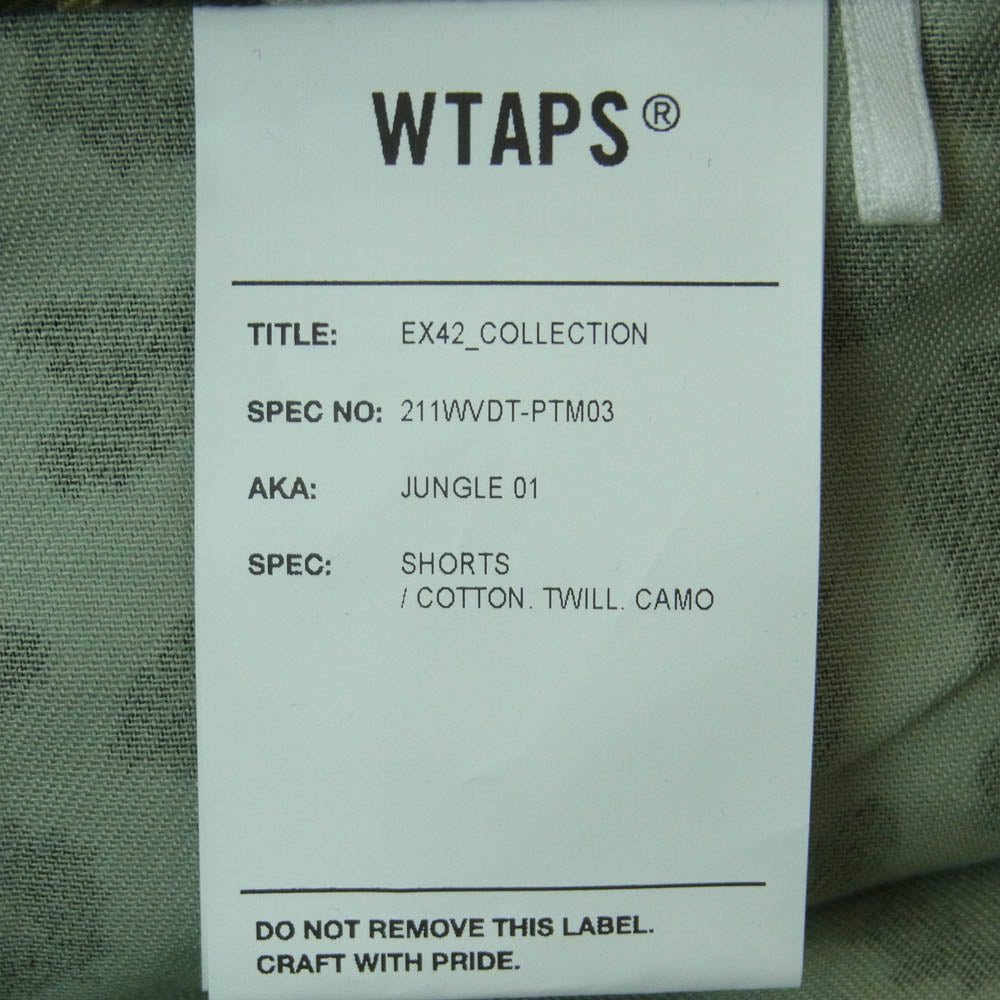 WTAPS®
TITLE: EX42_COLLECTION
SPEC NO: 211WVDT-PTM03
AKA: JUNGLE 01
SPEC: SHORTS
/ COTTON. TWILL. CAMO
DO NOT REMOVE THIS LABEL.
CRAFT WITH PRIDE.